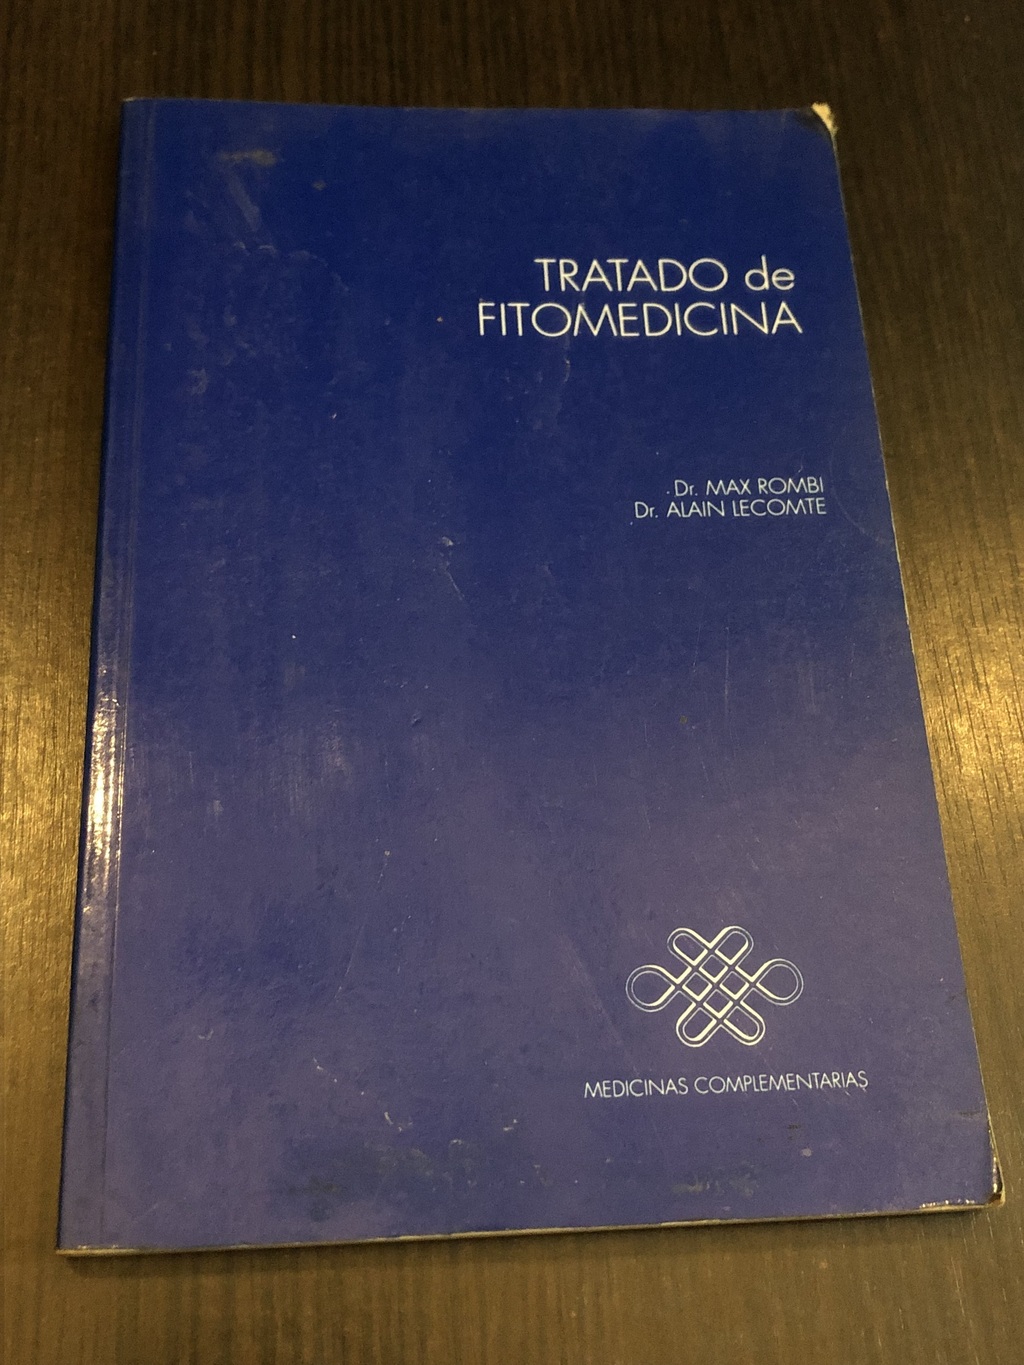 TRATADO de
FITOMEDICINA
Dr. MAX ROMBI
Dr. ALAIN LECOMTE
MEDICINAS COMPLEMENTARIAS